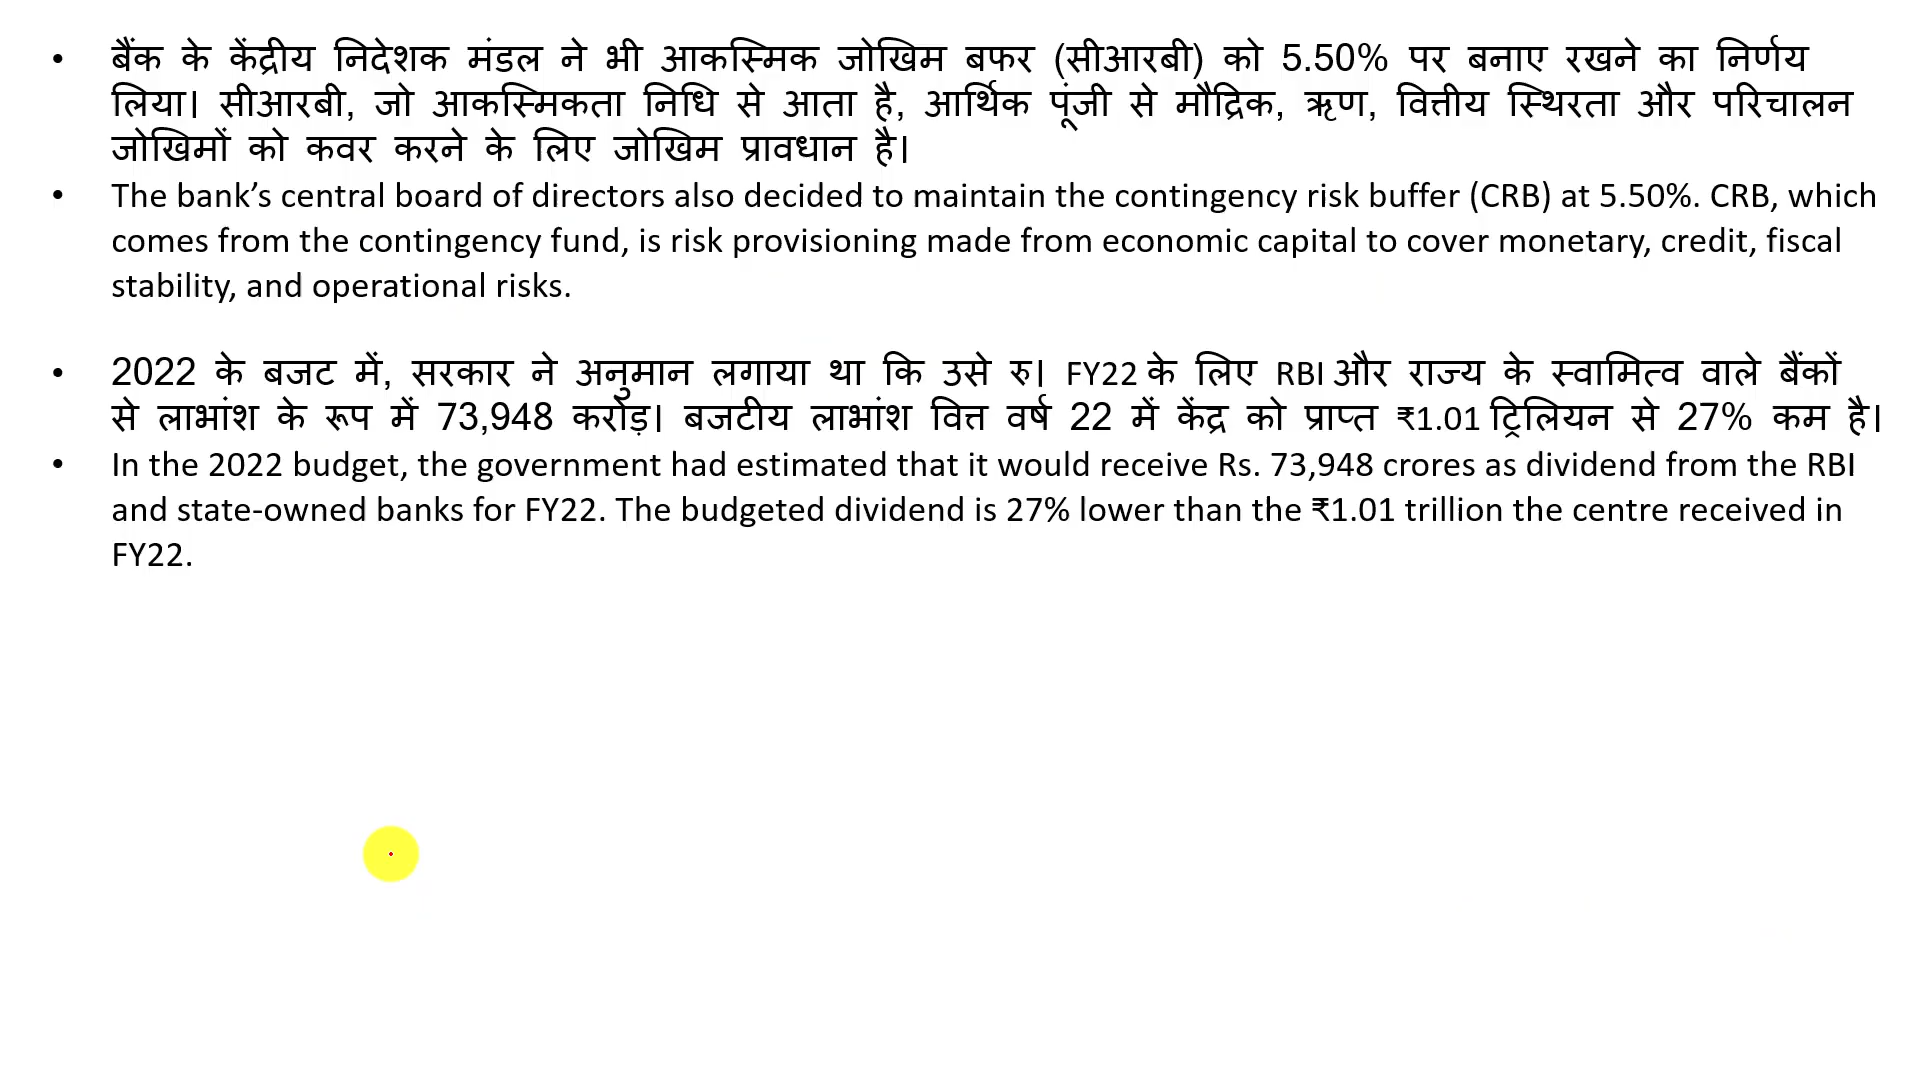 • बैंक के केंद्रीय निदेशक मंडल ने भी आकस्मिक जोखिम बफर (सीआरबी) को 5.50% पर बनाए रखने का निर्णय
लिया। सीआरबी, जो आकस्मिकता निधि से आता है, आर्थिक पूंजी से मौद्रिक, ऋण, वित्तीय स्थिरता और परिचालन
जोखिमों को कवर करने के लिए जोखिम प्रावधान है।
• The bank’s central board of directors also decided to maintain the contingency risk buffer (CRB) at 5.50%. CRB, which
comes from the contingency fund, is risk provisioning made from economic capital to cover monetary, credit, fiscal
stability, and operational risks.
• 2022 के बजट में, सरकार ने अनुमान लगाया था कि उसे रु। FY22 के लिए RBI और राज्य के स्वामित्व वाले बैंकों
से लाभांश के रूप में 73,948 करोड़। बजटीय लाभांश वित्त वर्ष 22 में केंद्र को प्राप्त ₹1.01 ट्रिलियन से 27% कम है।
• In the 2022 budget, the government had estimated that it would receive Rs. 73,948 crores as dividend from the RBI
and state-owned banks for FY22. The budgeted dividend is 27% lower than the ₹1.01 trillion the centre received in
FY22.